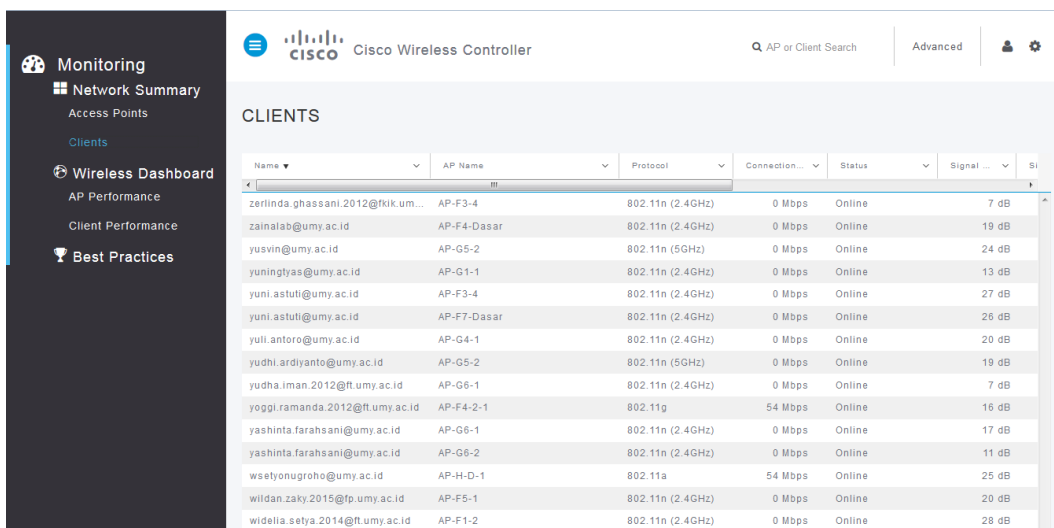 Monitoring
Network Summary
Access Points
Clients
Wireless Dashboard
AP Performance
Client Performance
Best Practices
CISCO Cisco Wireless Controller
AP or Client Search
Advanced
CLIENTS
Name AP Name Protocol Connection... Status Signal ... Si
zerlinda.ghassani.2012@fkik.um... AP-F3-4 802.11n (2.4GHz) 0 Mbps Online 7 dB
zainalab@umy.ac.id AP-F4-Dasar 802.11n (2.4GHz) 0 Mbps Online 19 dB
yusvin@umy.ac.id AP-G5-2 802.11n (5GHz) 0 Mbps Online 24 dB
yuningtyas@umy.ac.id AP-G1-1 802.11n (2.4GHz) 0 Mbps Online 13 dB
yuni.astuti@umy.ac.id AP-F3-4 802.11n (2.4GHz) 0 Mbps Online 27 dB
yuni.astuti@umy.ac.id AP-F7-Dasar 802.11n (2.4GHz) 0 Mbps Online 26 dB
yuli.antoro@umy.ac.id AP-G4-1 802.11n (2.4GHz) 0 Mbps Online 20 dB
yudhi.ardiyanto@umy.ac.id AP-G5-2 802.11n (5GHz) 0 Mbps Online 19 dB
yudha.iman.2012@ft.umy.ac.id AP-G6-1 802.11n (2.4GHz) 0 Mbps Online 7 dB
yoggi.ramanda.2012@ft.umy.ac.id AP-F4-2-1 802.11g 54 Mbps Online 16 dB
yashinta.farahsani@umy.ac.id AP-G6-1 802.11n (2.4GHz) 0 Mbps Online 17 dB
yashinta.farahsani@umy.ac.id AP-G6-2 802.11n (2.4GHz) 0 Mbps Online 11 dB
wsetyonugroho@umy.ac.id AP-H-D-1 802.11a 54 Mbps Online 25 dB
wildan.zaky.2015@fp.umy.ac.id AP-F5-1 802.11n (2.4GHz) 0 Mbps Online 20 dB
widelia.setya.2014@ft.umy.ac.id AP-F1-2 802.11n (2.4GHz) 0 Mbps Online 28 dB